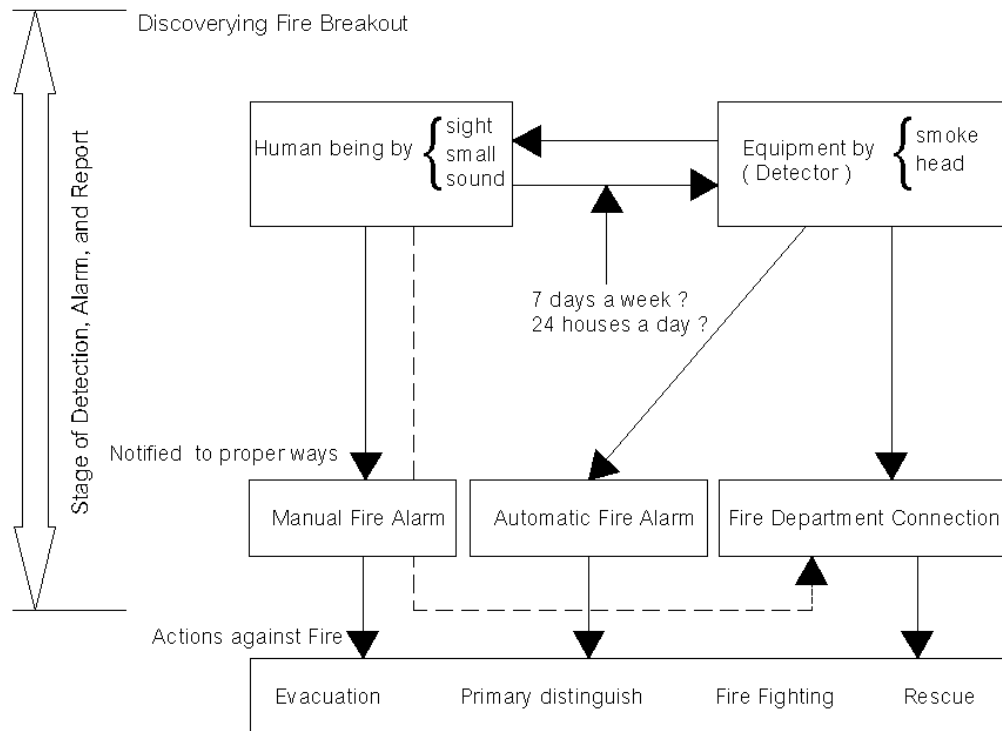 Discoverying Fire Breakout
Human being by
sight
small
sound
Equipment by
( Detector )
smoke
head
7 days a week ?
24 houses a day ?
Stage of Detection, Alarm, and Report
Notified to proper ways
Manual Fire Alarm
Automatic Fire Alarm
Fire Department Connection
Actions against Fire
Evacuation
Primary distinguish
Fire Fighting
Rescue